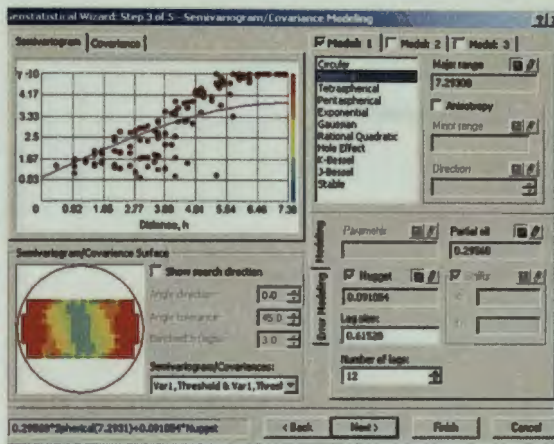 Geostatistical Wizard: Step 3 of 5 - Semivariogram/Covariance Modeling
Semivariogram
Covariance
Model: 1
Model: 2
Model: 3
γ ·10
4.17
3.33
2.5
1.67
0.83
0
0.92
1.85
2.77
3.69
4.61
5.54
6.46
7.38
Distance, h
Circular
Tetraspherical
Pentaspherical
Exponential
Gaussian
Rational Quadratic
Hole Effect
K-Bessel
J-Bessel
Stable
Major range
7.29308
Anisotropy
Minor range
Direction
Semivariogram/Covariance Surface
Show search direction
Angle direction:
0.0
Angle tolerance:
45.0
3.0
Semivariogram/Covariances:
Var1,Threshold & Var1,Thresl
Modeling
Error Modeling
Parameter
Partial sill
0.29568
Nugget
0.091084
Shifts
Lag size:
0.61528
Number of lags:
12
0.29568*Spherical(7.2931)+0.091084*Nugget
< Back
Next >
Finish
Cancel